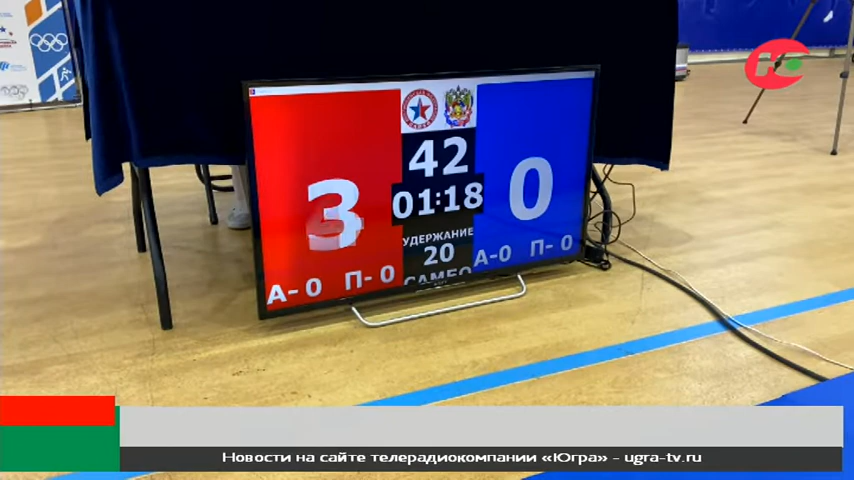 42
01:18
3
0
УДЕРЖАНИЕ
20
А-0 П-0
А-0 П-0
САМБО
Новости на сайте телерадиокомпании «Югра» - ugra-tv.ru